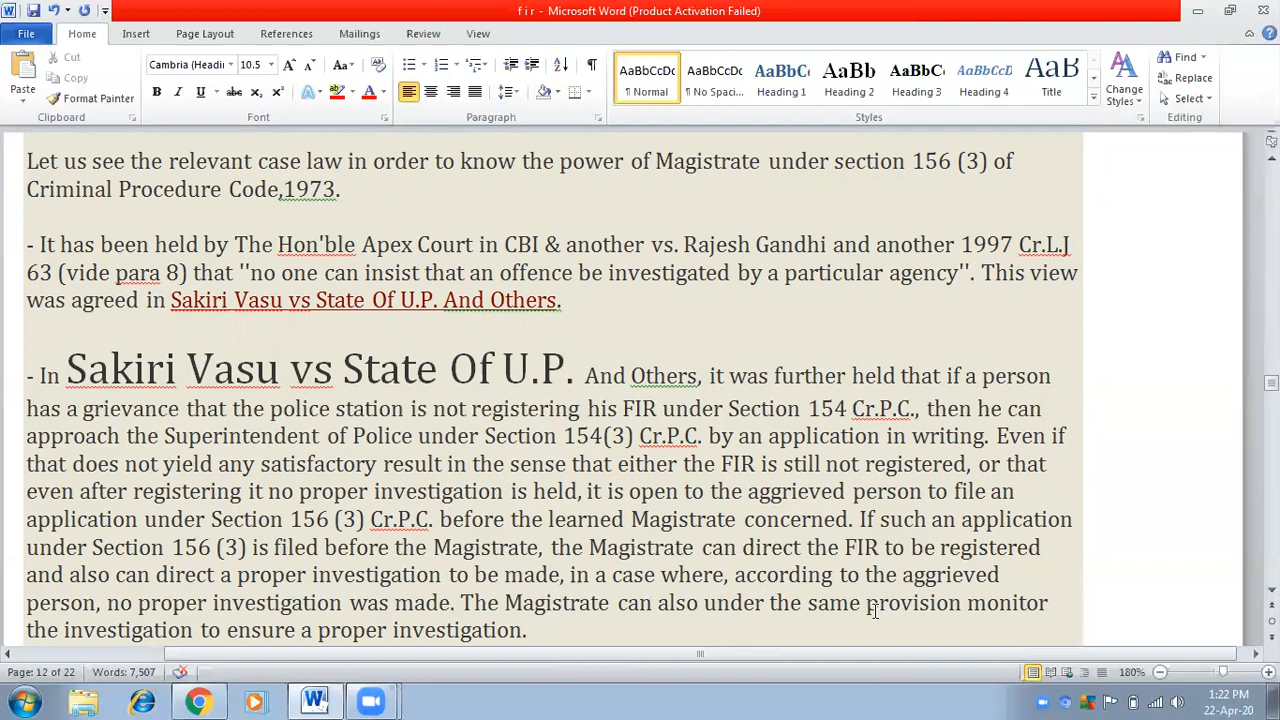 f i r - Microsoft Word (Product Activation Failed)
File Home Insert Page Layout References Mailings Review View
Cut
Copy
Format Painter
Paste
Clipboard
Cambria (Headi 10.5
Font
Paragraph
AaBbCcDc AaBbCcDc AaBbC AaBb AaBbC AaBbCcD AaB
¶ Normal ¶ No Spaci... Heading 1 Heading 2 Heading 3 Heading 4 Title
Change Styles
Styles
Find
Replace
Select
Editing
Let us see the relevant case law in order to know the power of Magistrate under section 156 (3) of
Criminal Procedure Code,1973.
- It has been held by The Hon'ble Apex Court in CBI & another vs. Rajesh Gandhi and another 1997 Cr.L.J
63 (vide para 8) that ''no one can insist that an offence be investigated by a particular agency''. This view
was agreed in Sakiri Vasu vs State Of U.P. And Others.
- In Sakiri Vasu vs State Of U.P. And Others, it was further held that if a person
has a grievance that the police station is not registering his FIR under Section 154 Cr.P.C., then he can
approach the Superintendent of Police under Section 154(3) Cr.P.C. by an application in writing. Even if
that does not yield any satisfactory result in the sense that either the FIR is still not registered, or that
even after registering it no proper investigation is held, it is open to the aggrieved person to file an
application under Section 156 (3) Cr.P.C. before the learned Magistrate concerned. If such an application
under Section 156 (3) is filed before the Magistrate, the Magistrate can direct the FIR to be registered
and also can direct a proper investigation to be made, in a case where, according to the aggrieved
person, no proper investigation was made. The Magistrate can also under the same provision monitor
the investigation to ensure a proper investigation.
Page: 12 of 22 Words: 7,507 180%
1:22 PM
22-Apr-20